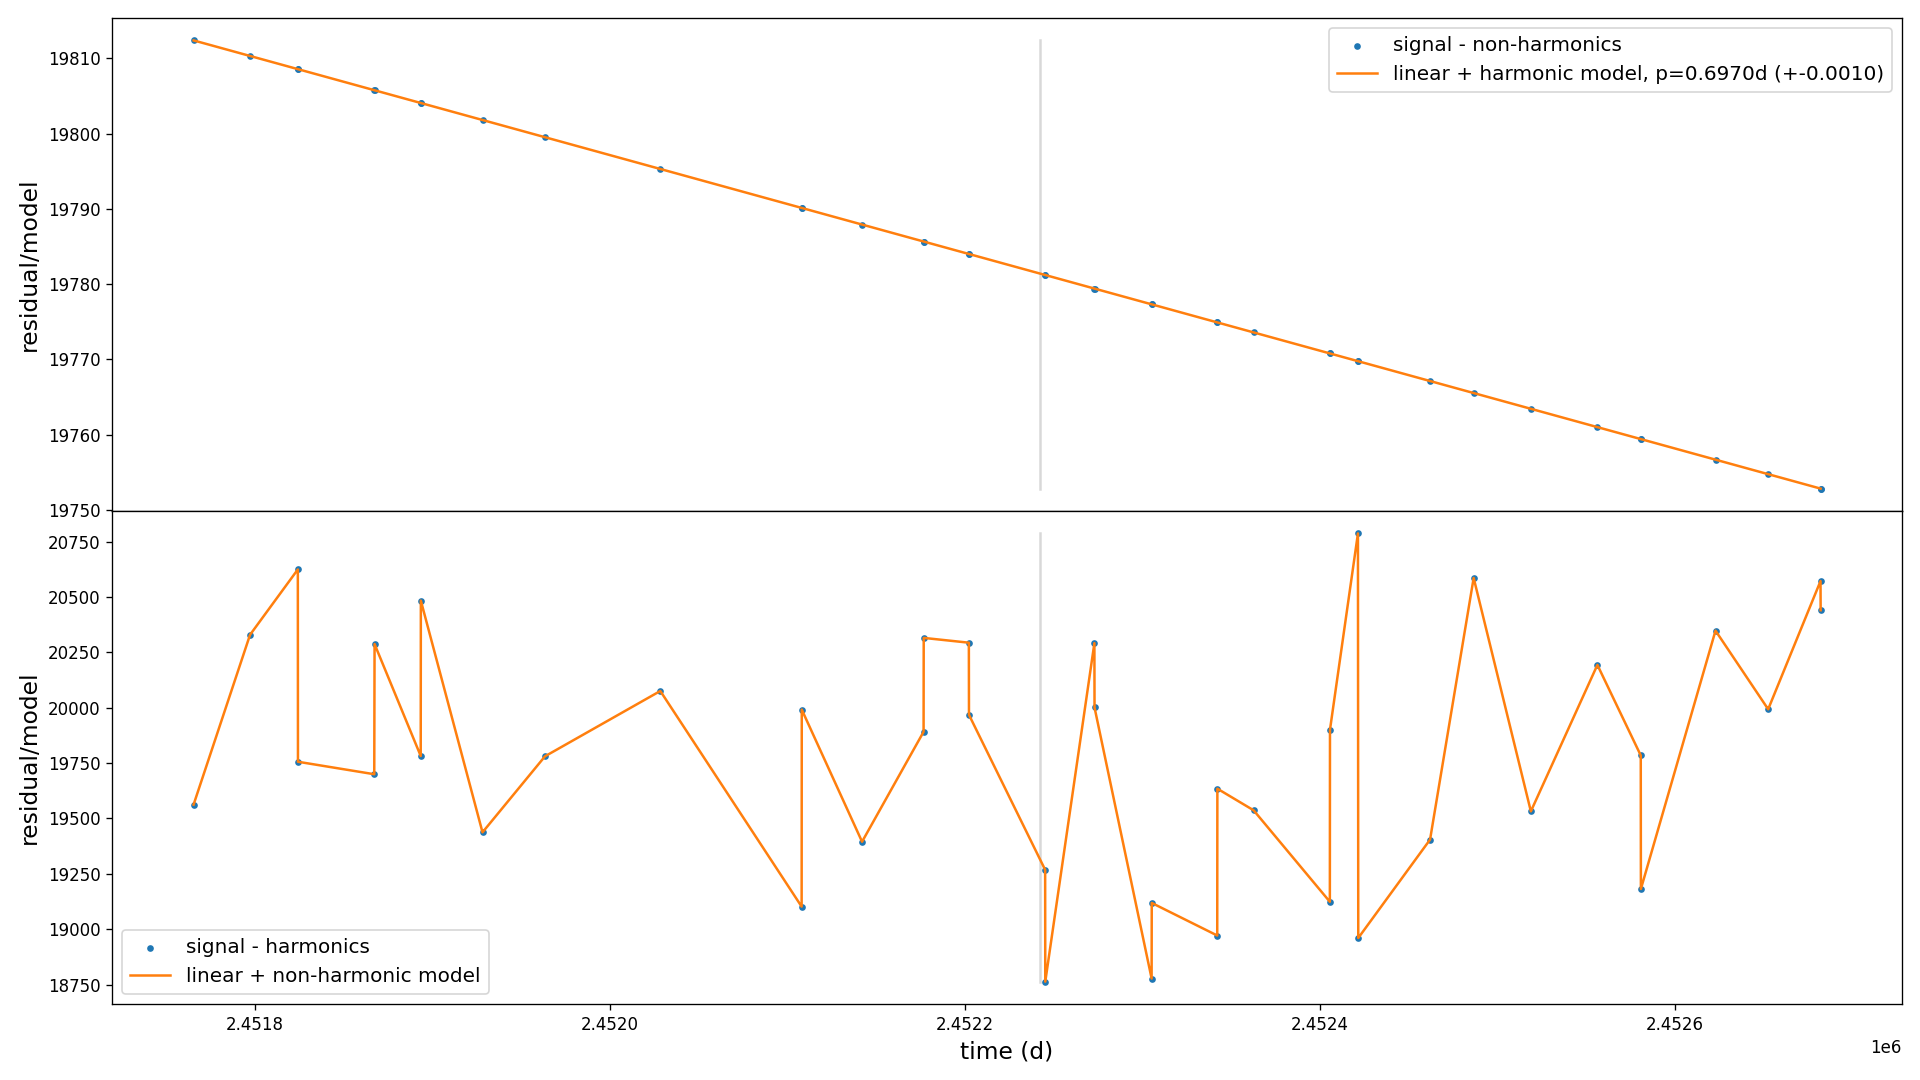 signal - non-harmonics
linear + harmonic model, p=0.6970d (+-0.0010)
residual/model
19810
19800
19790
19780
19770
19760
19750
residual/model
20750
20500
20250
20000
19750
19500
19250
19000
18750
signal - harmonics
linear + non-harmonic model
2.4518
2.4520
2.4522
2.4524
2.4526
1e6
time (d)